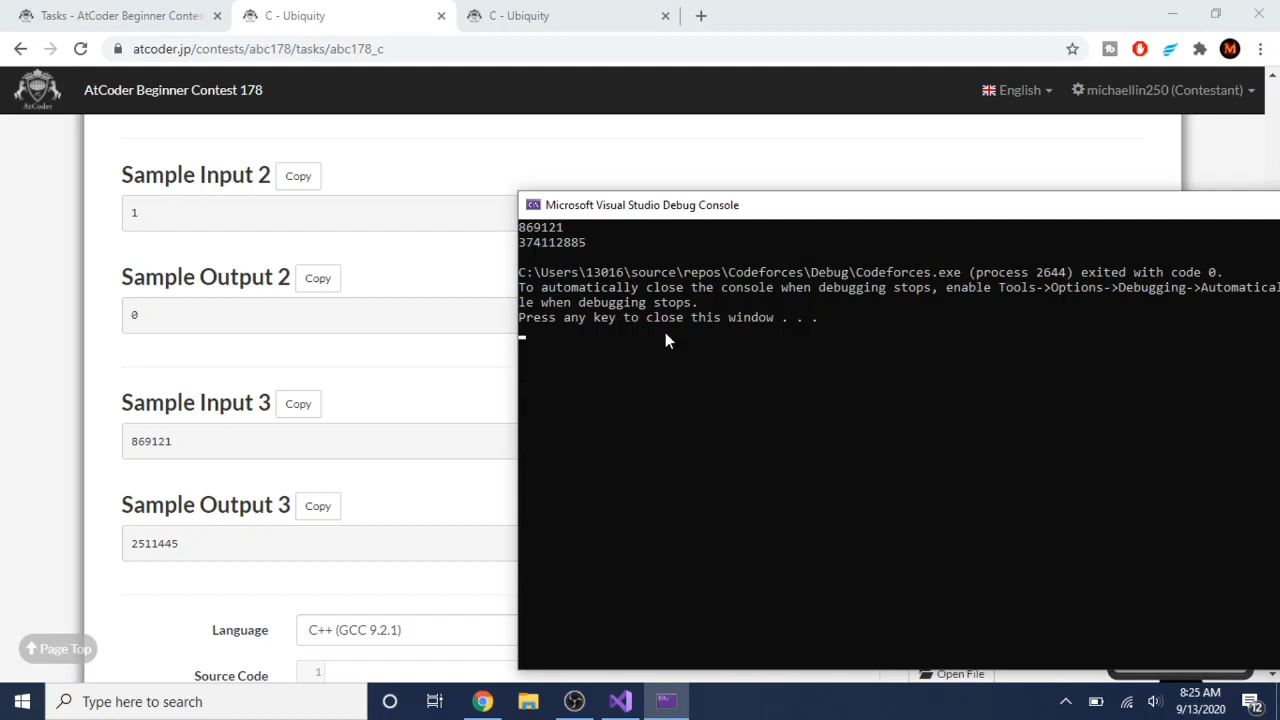 Tasks - AtCoder Beginner Contes
C - Ubiquity
C - Ubiquity
atcoder.jp/contests/abc178/tasks/abc178_c
AtCoder Beginner Contest 178
English
michaellin250 (Contestant)
Sample Input 2
Copy
1
Sample Output 2
Copy
0
Sample Input 3
Copy
869121
Sample Output 3
Copy
2511445
Language
C++ (GCC 9.2.1)
Source Code
1
Page Top
Open File
Microsoft Visual Studio Debug Console
869121
374112885
C:\Users\13016\source\repos\Codeforces\Debug\Codeforces.exe (process 2644) exited with code 0.
To automatically close the console when debugging stops, enable Tools->Options->Debugging->Automatical
le when debugging stops.
Press any key to close this window . . .
Type here to search
8:25 AM
9/13/2020
12